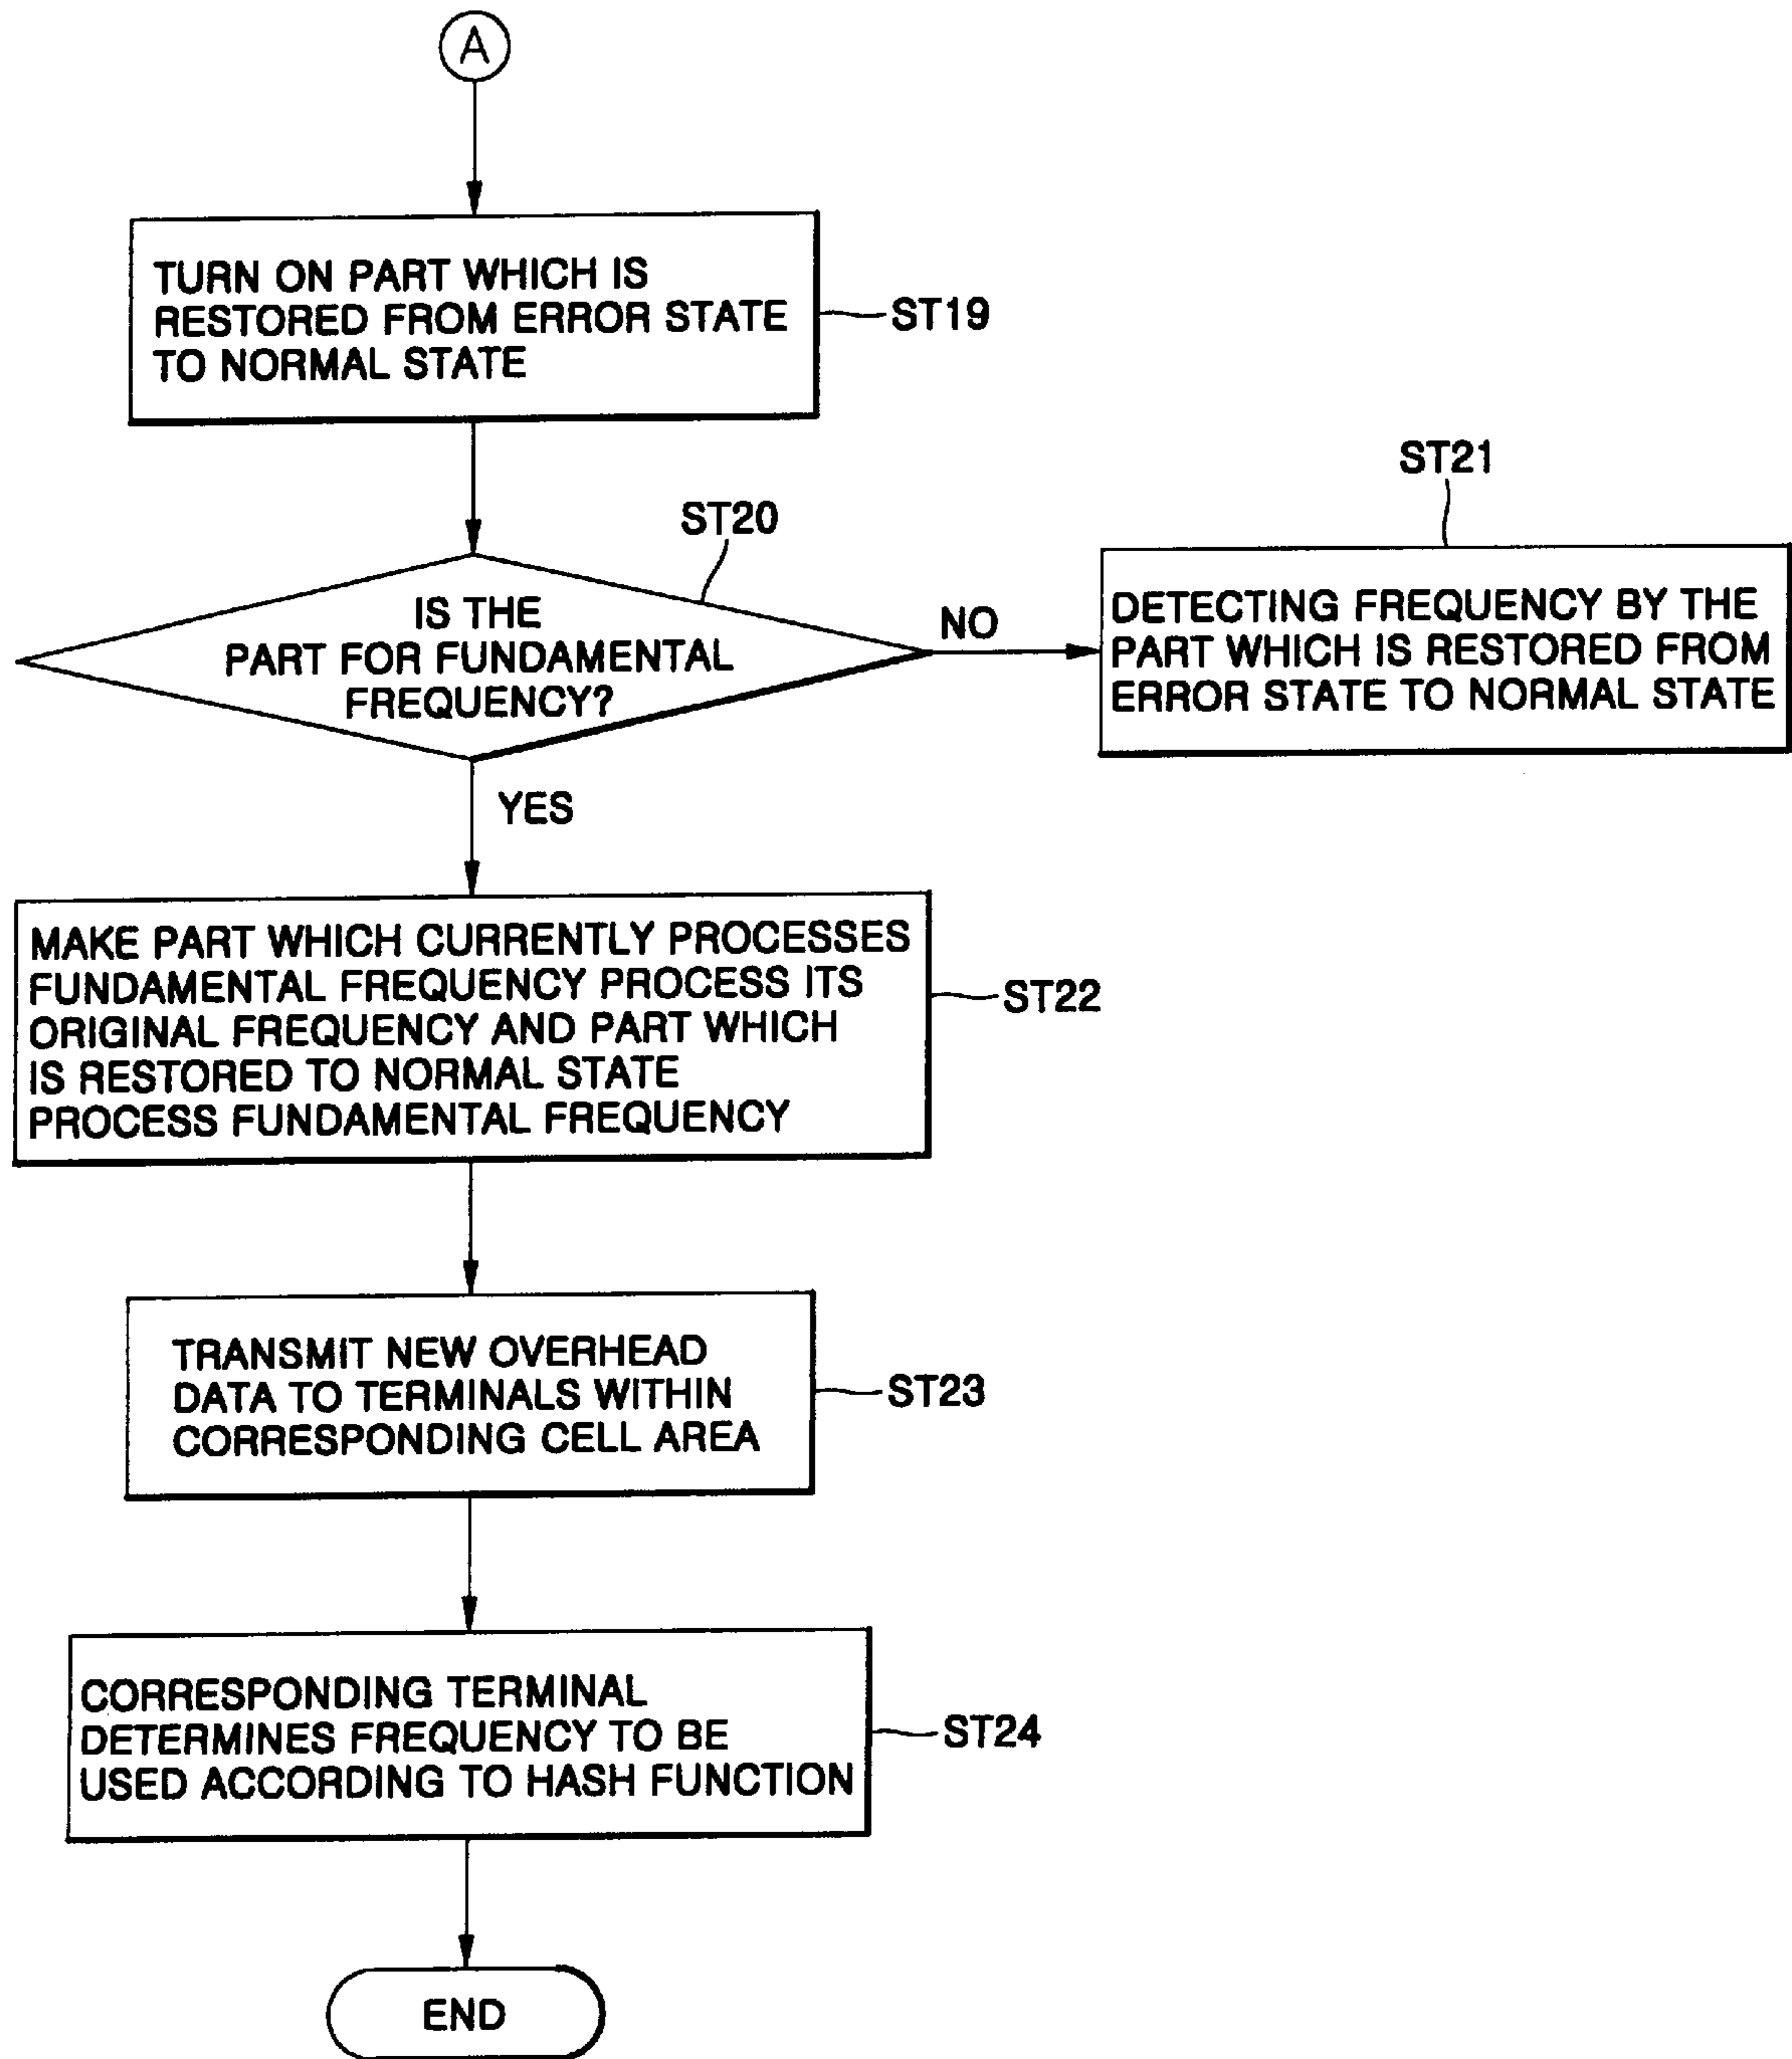 A
TURN ON PART WHICH IS
RESTORED FROM ERROR STATE
TO NORMAL STATE
ST19
ST20
IS THE
PART FOR FUNDAMENTAL
FREQUENCY?
NO
ST21
DETECTING FREQUENCY BY THE
PART WHICH IS RESTORED FROM
ERROR STATE TO NORMAL STATE
YES
MAKE PART WHICH CURRENTLY PROCESSES
FUNDAMENTAL FREQUENCY PROCESS ITS
ORIGINAL FREQUENCY AND PART WHICH
IS RESTORED TO NORMAL STATE
PROCESS FUNDAMENTAL FREQUENCY
ST22
TRANSMIT NEW OVERHEAD
DATA TO TERMINALS WITHIN
CORRESPONDING CELL AREA
ST23
CORRESPONDING TERMINAL
DETERMINES FREQUENCY TO BE
USED ACCORDING TO HASH FUNCTION
ST24
END